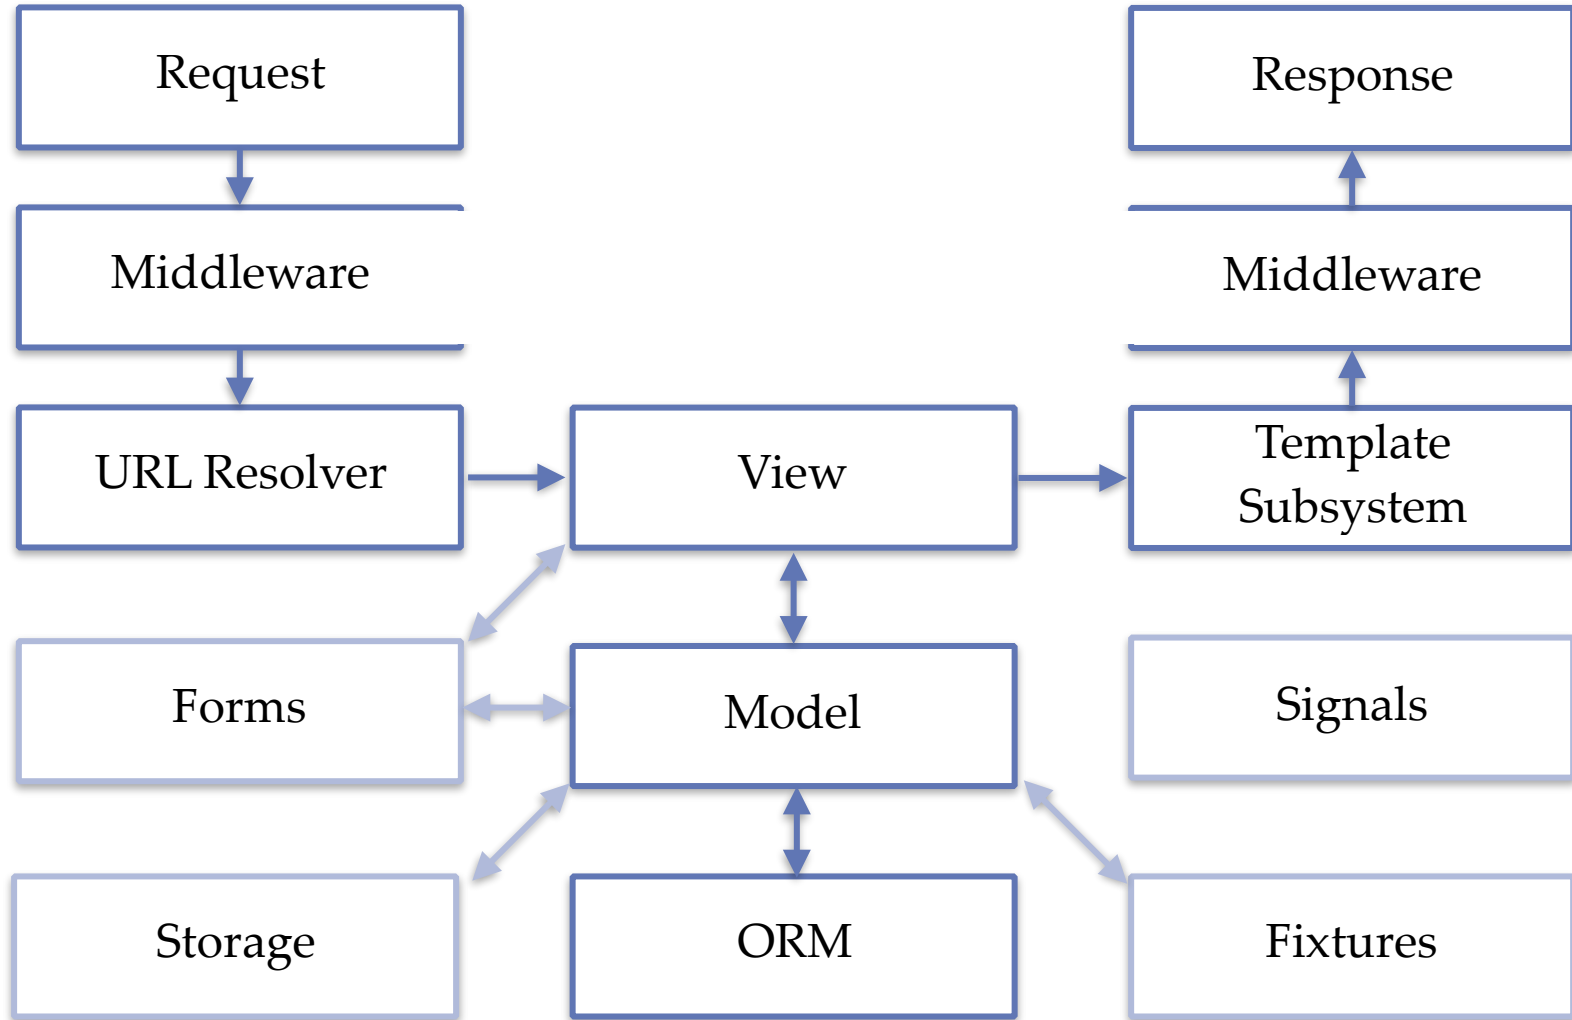 Request
Response
Middleware
Middleware
URL Resolver
View
Template
Subsystem
Forms
Model
Signals
Storage
ORM
Fixtures